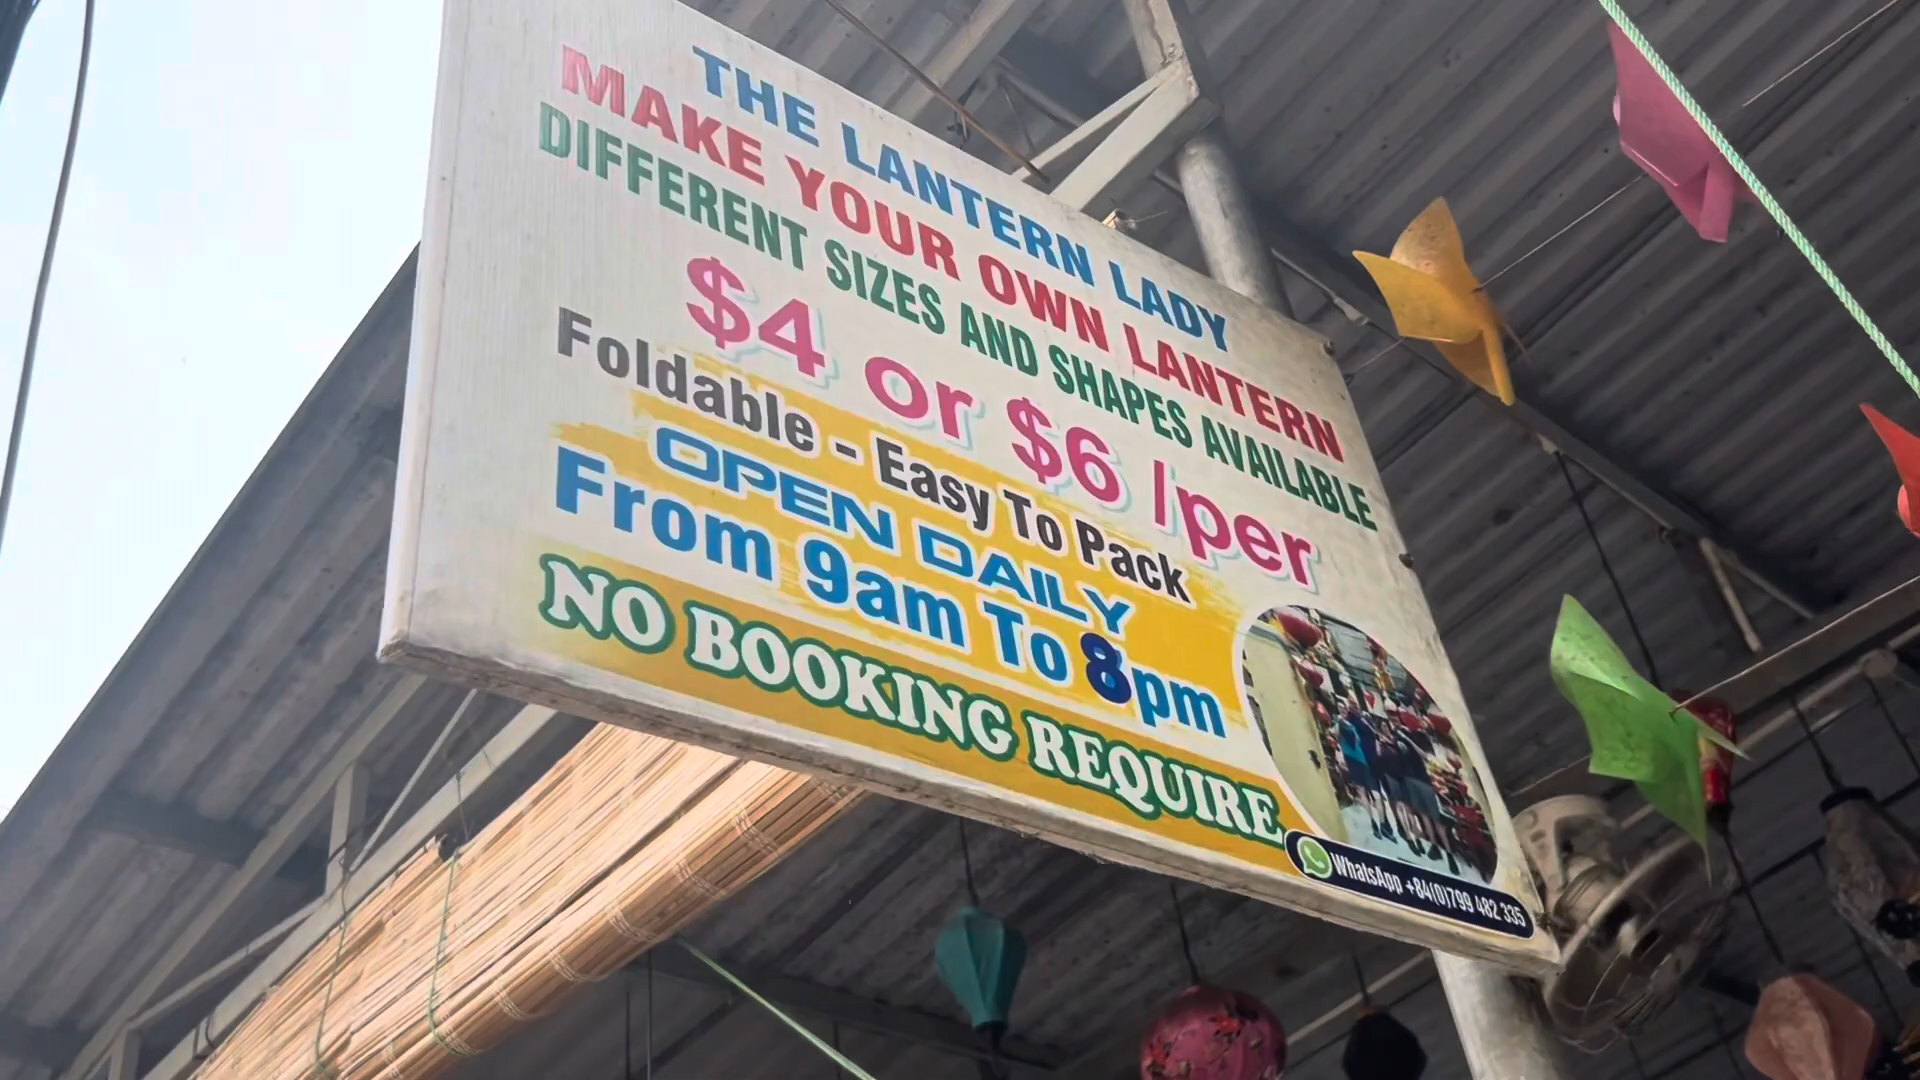 THE LANTERN LADY
MAKE YOUR OWN LANTERN
DIFFERENT SIZES AND SHAPES AVAILABLE
$4 or $6 /per
Foldable - Easy To Pack
OPEN DAILY
From 9am To 8pm
NO BOOKING REQUIRE
WhatsApp +84(0)799 482 335